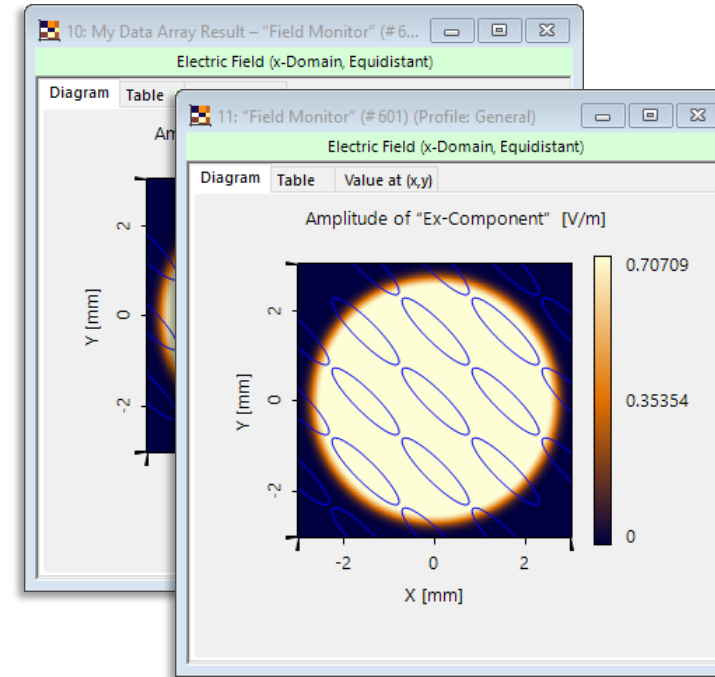 10: My Data Array Result – "Field Monitor" (#6...
Electric Field (x-Domain, Equidistant)
Diagram Table
Y [mm]
2
0
-2
11: "Field Monitor" (#601) (Profile: General)
Electric Field (x-Domain, Equidistant)
Diagram Table Value at (x,y)
Amplitude of "Ex-Component" [V/m]
Y [mm]
2
0
-2
-2 0 2
X [mm]
0.70709
0.35354
0